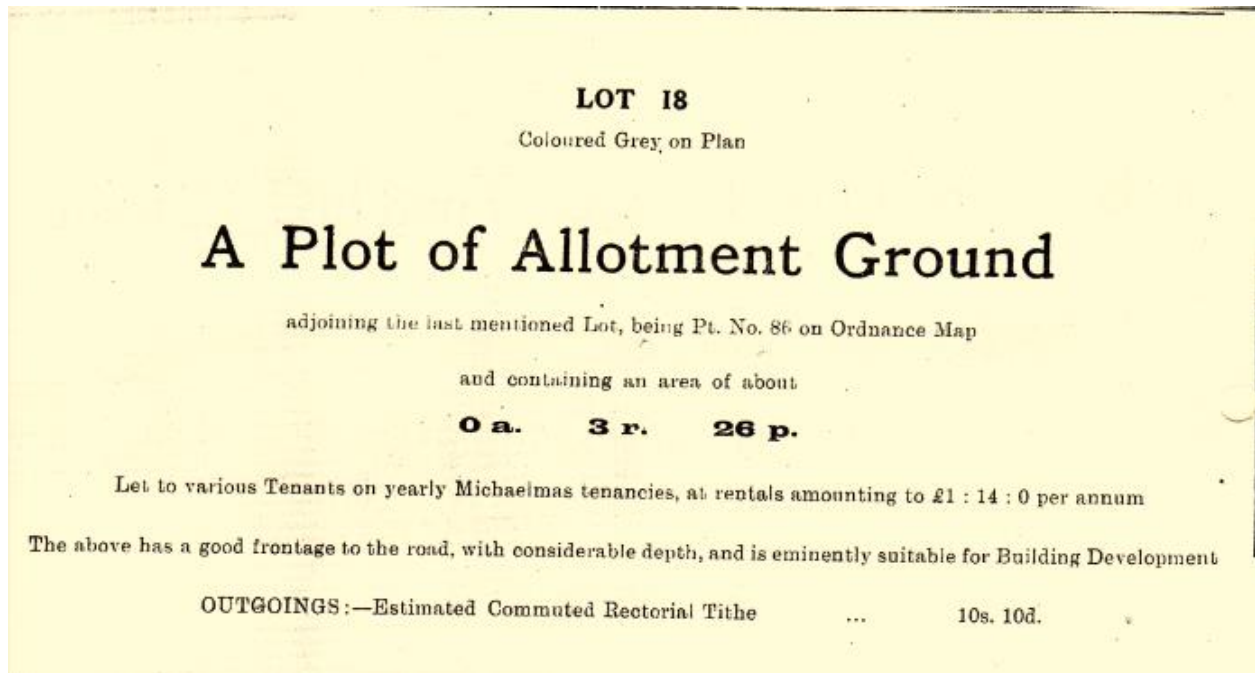 LOT 18
Coloured Grey on Plan
A Plot of Allotment Ground
adjoining the last mentioned Lot, being Pt. No. 86 on Ordnance Map
and containing an area of about
0 a. 3 r. 26 p.
Let to various Tenants on yearly Michaelmas tenancies, at rentals amounting to £1 : 14 : 0 per annum
The above has a good frontage to the road, with considerable depth, and is eminently suitable for Building Development
OUTGOINGS:—Estimated Commuted Rectorial Tithe ... 10s. 10d.